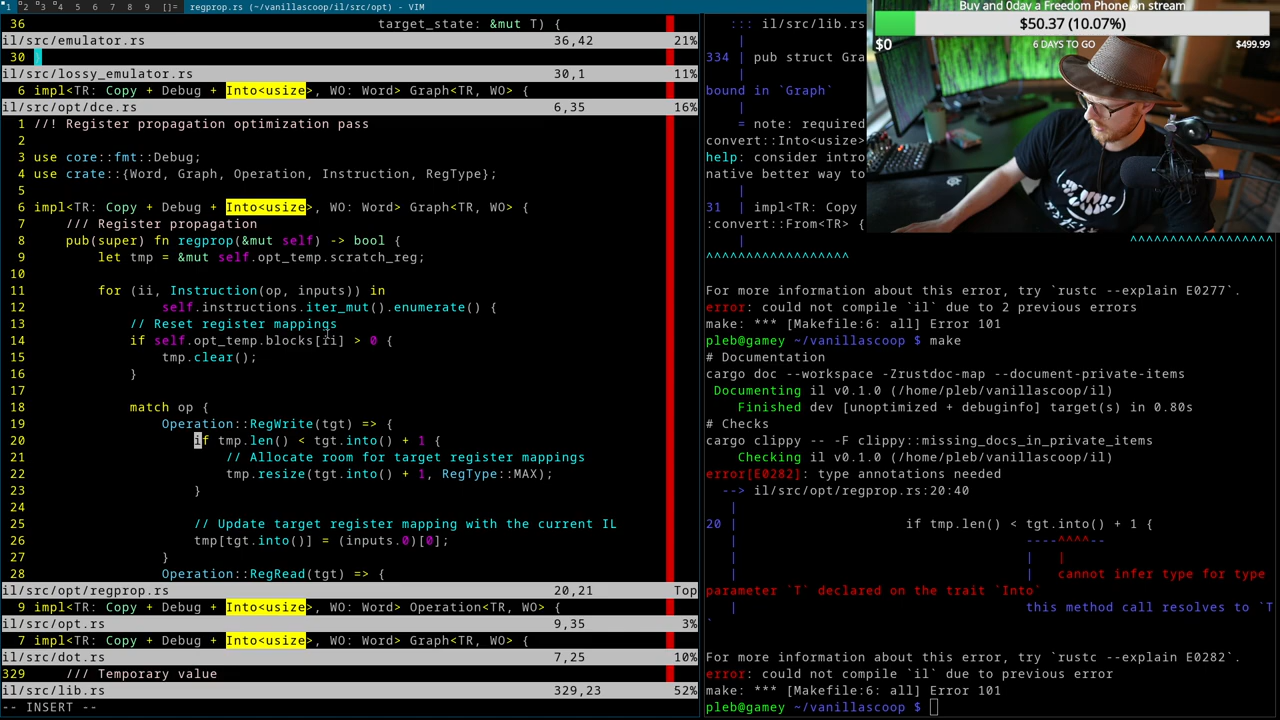 1 2 3 4 5 6 7 8 9 []= regprop.rs (~/vanillascoop/il/src/opt) - VIM
36 target_state: &mut T) {
il/src/emulator.rs 36,42 21%
30 }
il/src/lossy_emulator.rs 30,1 11%
6 impl<TR: Copy + Debug + Into<usize>, WO: Word> Graph<TR, WO> {
il/src/opt/dce.rs 6,35 16%
1 //! Register propagation optimization pass
2
3 use core::fmt::Debug;
4 use crate::{Word, Graph, Operation, Instruction, RegType};
5
6 impl<TR: Copy + Debug + Into<usize>, WO: Word> Graph<TR, WO> {
7 /// Register propagation
8 pub(super) fn regprop(&mut self) -> bool {
9 let tmp = &mut self.opt_temp.scratch_reg;
10
11 for (ii, Instruction(op, inputs)) in
12 self.instructions.iter_mut().enumerate() {
13 // Reset register mappings
14 if self.opt_temp.blocks[ii] > 0 {
15 tmp.clear();
16 }
17
18 match op {
19 Operation::RegWrite(tgt) => {
20 if tmp.len() < tgt.into() + 1 {
21 // Allocate room for target register mappings
22 tmp.resize(tgt.into() + 1, RegType::MAX);
23 }
24
25 // Update target register mapping with the current IL
26 tmp[tgt.into()] = (inputs.0)[0];
27 }
28 Operation::RegRead(tgt) => {
il/src/opt/regprop.rs 20,21 Top
9 impl<TR: Copy + Debug + Into<usize>, WO: Word> Operation<TR, WO> {
il/src/opt.rs 9,35 3%
7 impl<TR: Copy + Debug + Into<usize>, WO: Word> Graph<TR, WO> {
il/src/dot.rs 7,25 10%
329 /// Temporary value
il/src/lib.rs 329,23 52%
-- INSERT --
::: il/src/lib.rs
|
334 | pub struct Gra
|
bound in `Graph`
|
= note: required
convert::Into<usize>
help: consider intro
native better way to
|
31 | impl<TR: Copy
:convert::From<TR> {
| ^^^^^^^^^^^^^^^^^^
^^^^^^^^^^^^^^^^^^
For more information about this error, try `rustc --explain E0277`.
error: could not compile `il` due to 2 previous errors
make: *** [Makefile:6: all] Error 101
pleb@gamey ~/vanillascoop $ make
# Documentation
cargo doc --workspace -Zrustdoc-map --document-private-items
Documenting il v0.1.0 (/home/pleb/vanillascoop/il)
Finished dev [unoptimized + debuginfo] target(s) in 0.80s
# Checks
cargo clippy -- -F clippy::missing_docs_in_private_items
Checking il v0.1.0 (/home/pleb/vanillascoop/il)
error[E0282]: type annotations needed
--> il/src/opt/regprop.rs:20:40
|
20 | if tmp.len() < tgt.into() + 1 {
| ----^^^^--
| | |
| | cannot infer type for type
parameter `T` declared on the trait `Into`
| this method call resolves to `T
`
For more information about this error, try `rustc --explain E0282`.
error: could not compile `il` due to previous error
make: *** [Makefile:6: all] Error 101
pleb@gamey ~/vanillascoop $
Buy and 0day a Freedom Phone on stream
$50.37 (10.07%)
$0 6 DAYS TO GO $499.99